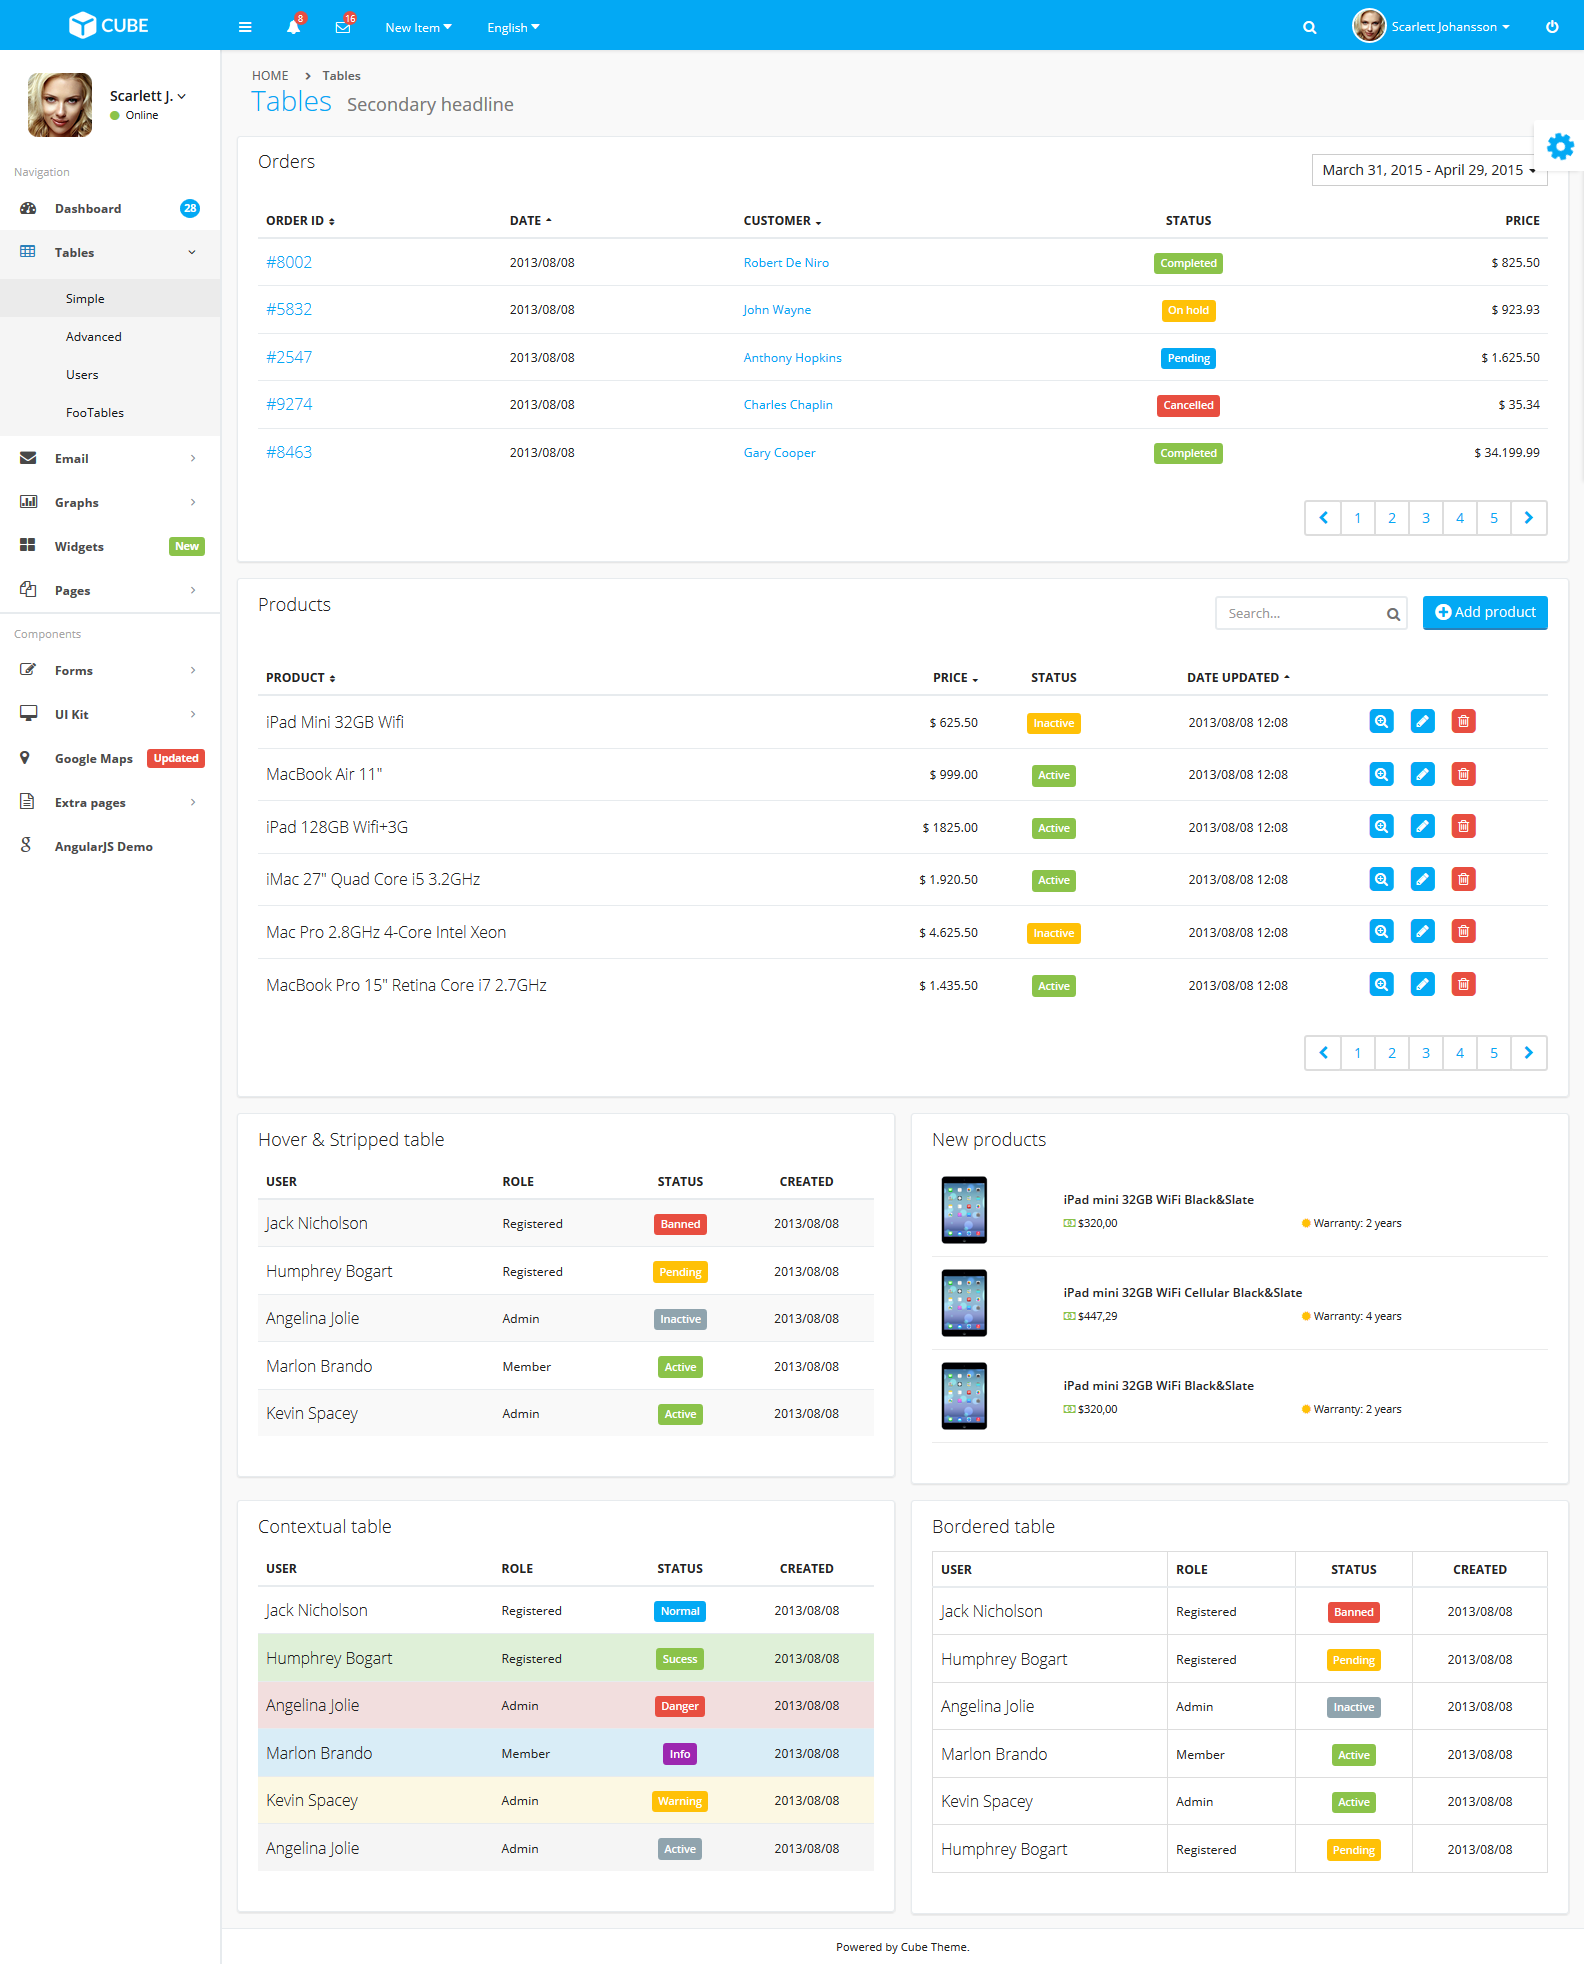 CUBE
8
16
New Item
English
Scarlett Johansson
Scarlett J.
Online
Navigation
Dashboard 28
Tables
Simple
Advanced
Users
FooTables
Email
Graphs
Widgets New
Pages
Components
Forms
UI Kit
Google Maps Updated
Extra pages
AngularJS Demo
HOME > Tables
Tables Secondary headline
Orders
March 31, 2015 - April 29, 2015
ORDER ID DATE CUSTOMER STATUS PRICE
#8002 2013/08/08 Robert De Niro Completed $ 825.50
#5832 2013/08/08 John Wayne On hold $ 923.93
#2547 2013/08/08 Anthony Hopkins Pending $ 1.625.50
#9274 2013/08/08 Charles Chaplin Cancelled $ 35.34
#8463 2013/08/08 Gary Cooper Completed $ 34.199.99
1 2 3 4 5
Products
Search...
Add product
PRODUCT PRICE STATUS DATE UPDATED
iPad Mini 32GB Wifi $ 625.50 Inactive 2013/08/08 12:08
MacBook Air 11" $ 999.00 Active 2013/08/08 12:08
iPad 128GB Wifi+3G $ 1825.00 Active 2013/08/08 12:08
iMac 27" Quad Core i5 3.2GHz $ 1.920.50 Active 2013/08/08 12:08
Mac Pro 2.8GHz 4-Core Intel Xeon $ 4.625.50 Inactive 2013/08/08 12:08
MacBook Pro 15" Retina Core i7 2.7GHz $ 1.435.50 Active 2013/08/08 12:08
1 2 3 4 5
Hover & Stripped table
USER ROLE STATUS CREATED
Jack Nicholson Registered Banned 2013/08/08
Humphrey Bogart Registered Pending 2013/08/08
Angelina Jolie Admin Inactive 2013/08/08
Marlon Brando Member Active 2013/08/08
Kevin Spacey Admin Active 2013/08/08
New products
iPad mini 32GB WiFi Black&Slate
$320,00 Warranty: 2 years
iPad mini 32GB WiFi Cellular Black&Slate
$447,29 Warranty: 4 years
iPad mini 32GB WiFi Black&Slate
$320,00 Warranty: 2 years
Contextual table
USER ROLE STATUS CREATED
Jack Nicholson Registered Normal 2013/08/08
Humphrey Bogart Registered Sucess 2013/08/08
Angelina Jolie Admin Danger 2013/08/08
Marlon Brando Member Info 2013/08/08
Kevin Spacey Admin Warning 2013/08/08
Angelina Jolie Admin Active 2013/08/08
Bordered table
USER ROLE STATUS CREATED
Jack Nicholson Registered Banned 2013/08/08
Humphrey Bogart Registered Pending 2013/08/08
Angelina Jolie Admin Inactive 2013/08/08
Marlon Brando Member Active 2013/08/08
Kevin Spacey Admin Active 2013/08/08
Humphrey Bogart Registered Pending 2013/08/08
Powered by Cube Theme.